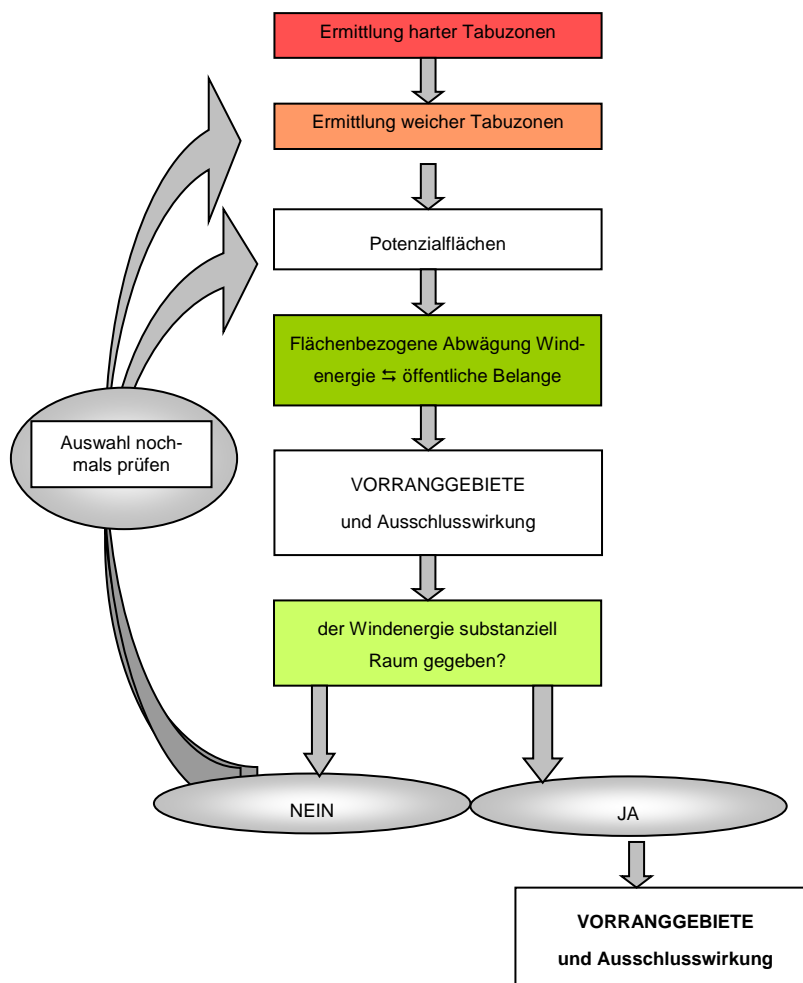 Ermittlung harter Tabuzonen
Ermittlung weicher Tabuzonen
Potenzialflächen
Flächenbezogene Abwägung Wind-
energie ⇆ öffentliche Belange
Auswahl noch-
mals prüfen
VORRANGGEBIETE
und Ausschlusswirkung
der Windenergie substanziell
Raum gegeben?
NEIN
JA
VORRANGGEBIETE
und Ausschlusswirkung